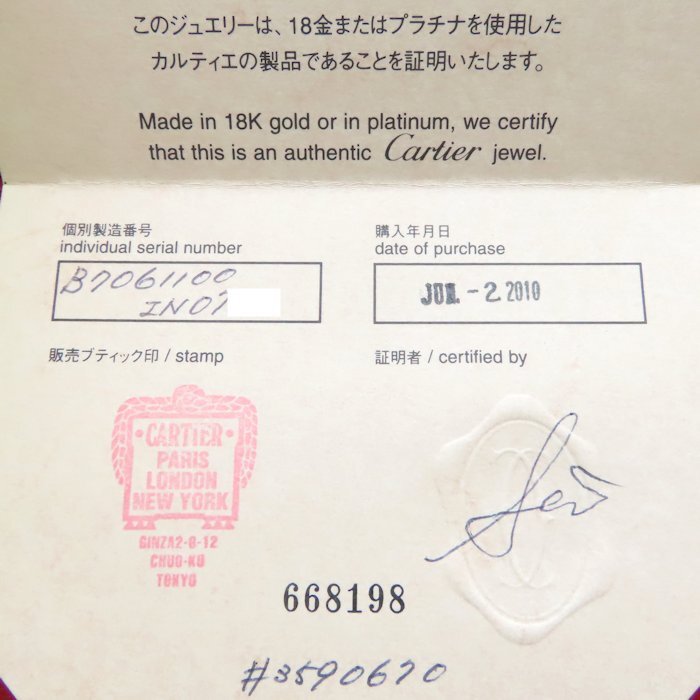 このジュエリーは、18金またはプラチナを使用した
カルティエの製品であることを証明いたします。
Made in 18K gold or in platinum, we certify
that this is an authentic Cartier jewel.
個別製造番号
individual serial number
B7061100
IN07
購入年月日
date of purchase
- 2 2010
販売ブティック印 / stamp
証明者 / certified by
CARTIER
PARIS
LONDON
NEW YORK
GINZA2-6-12
CHUO-KU
TOKYO
668198
#3590670